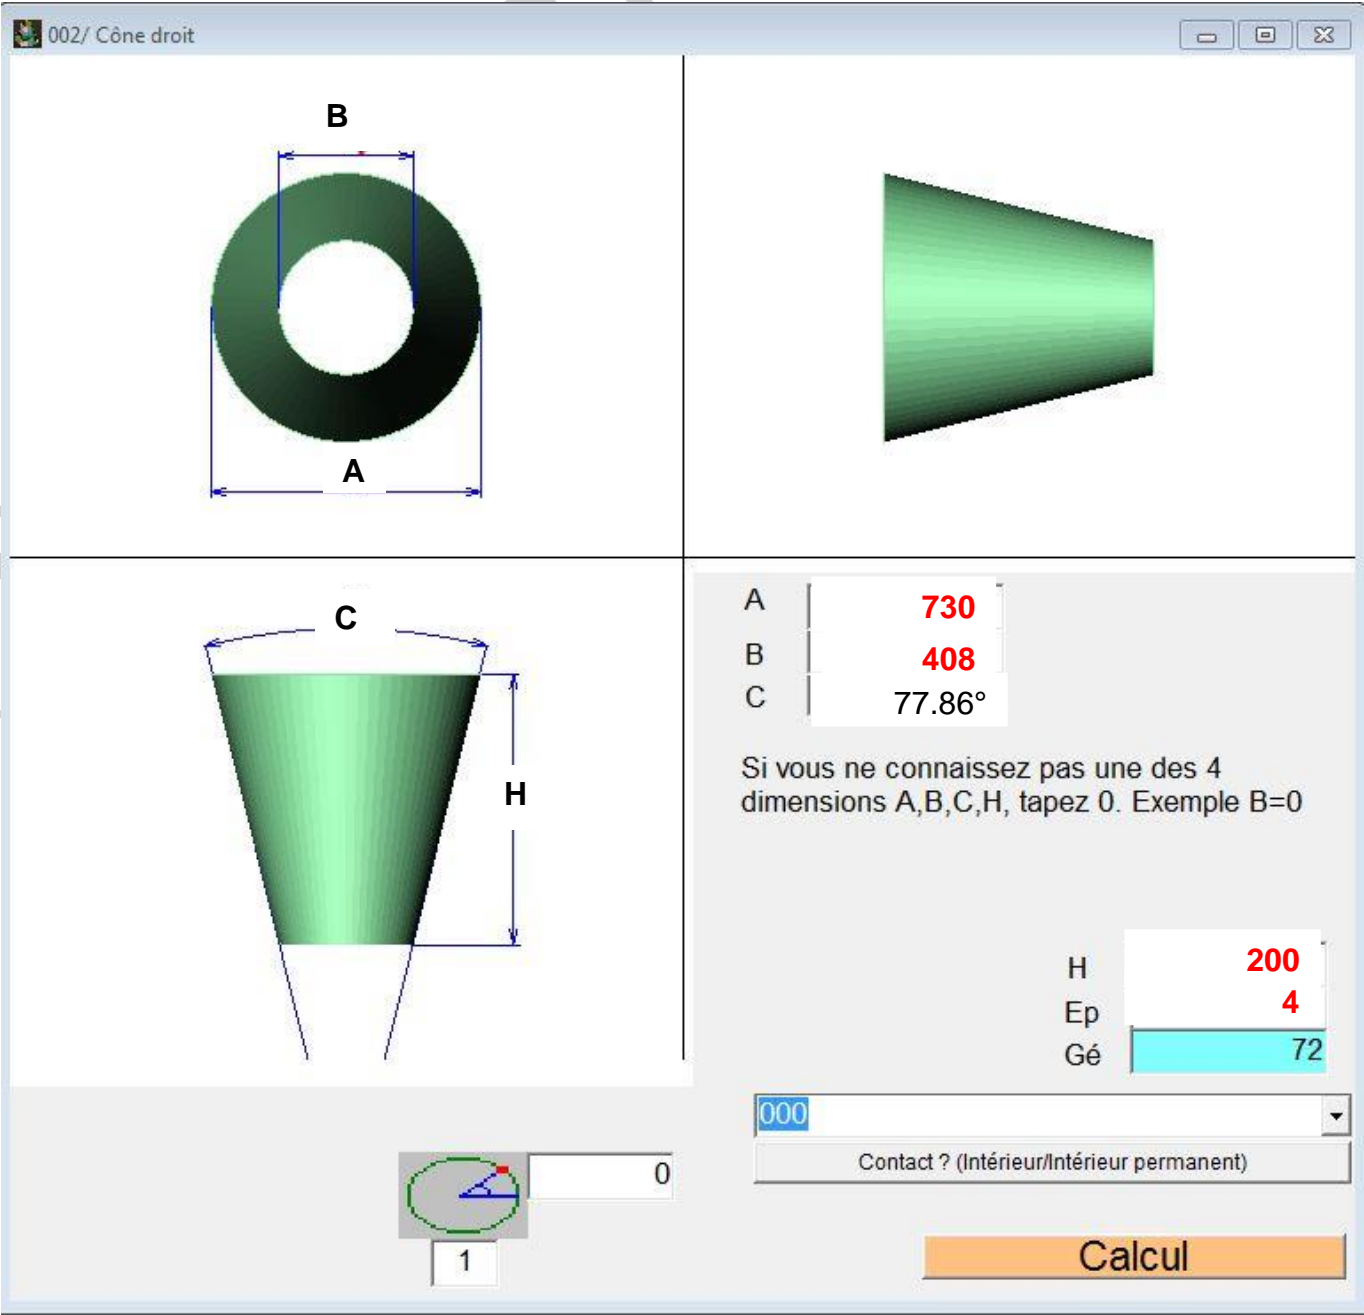 002/ Cône droit
B
A
C
H
A 730
B 408
C 77.86°
Si vous ne connaissez pas une des 4
dimensions A,B,C,H, tapez 0. Exemple B=0
H 200
Ep 4
Gé 72
000
Contact ? (Intérieur/Intérieur permanent)
0
1
Calcul